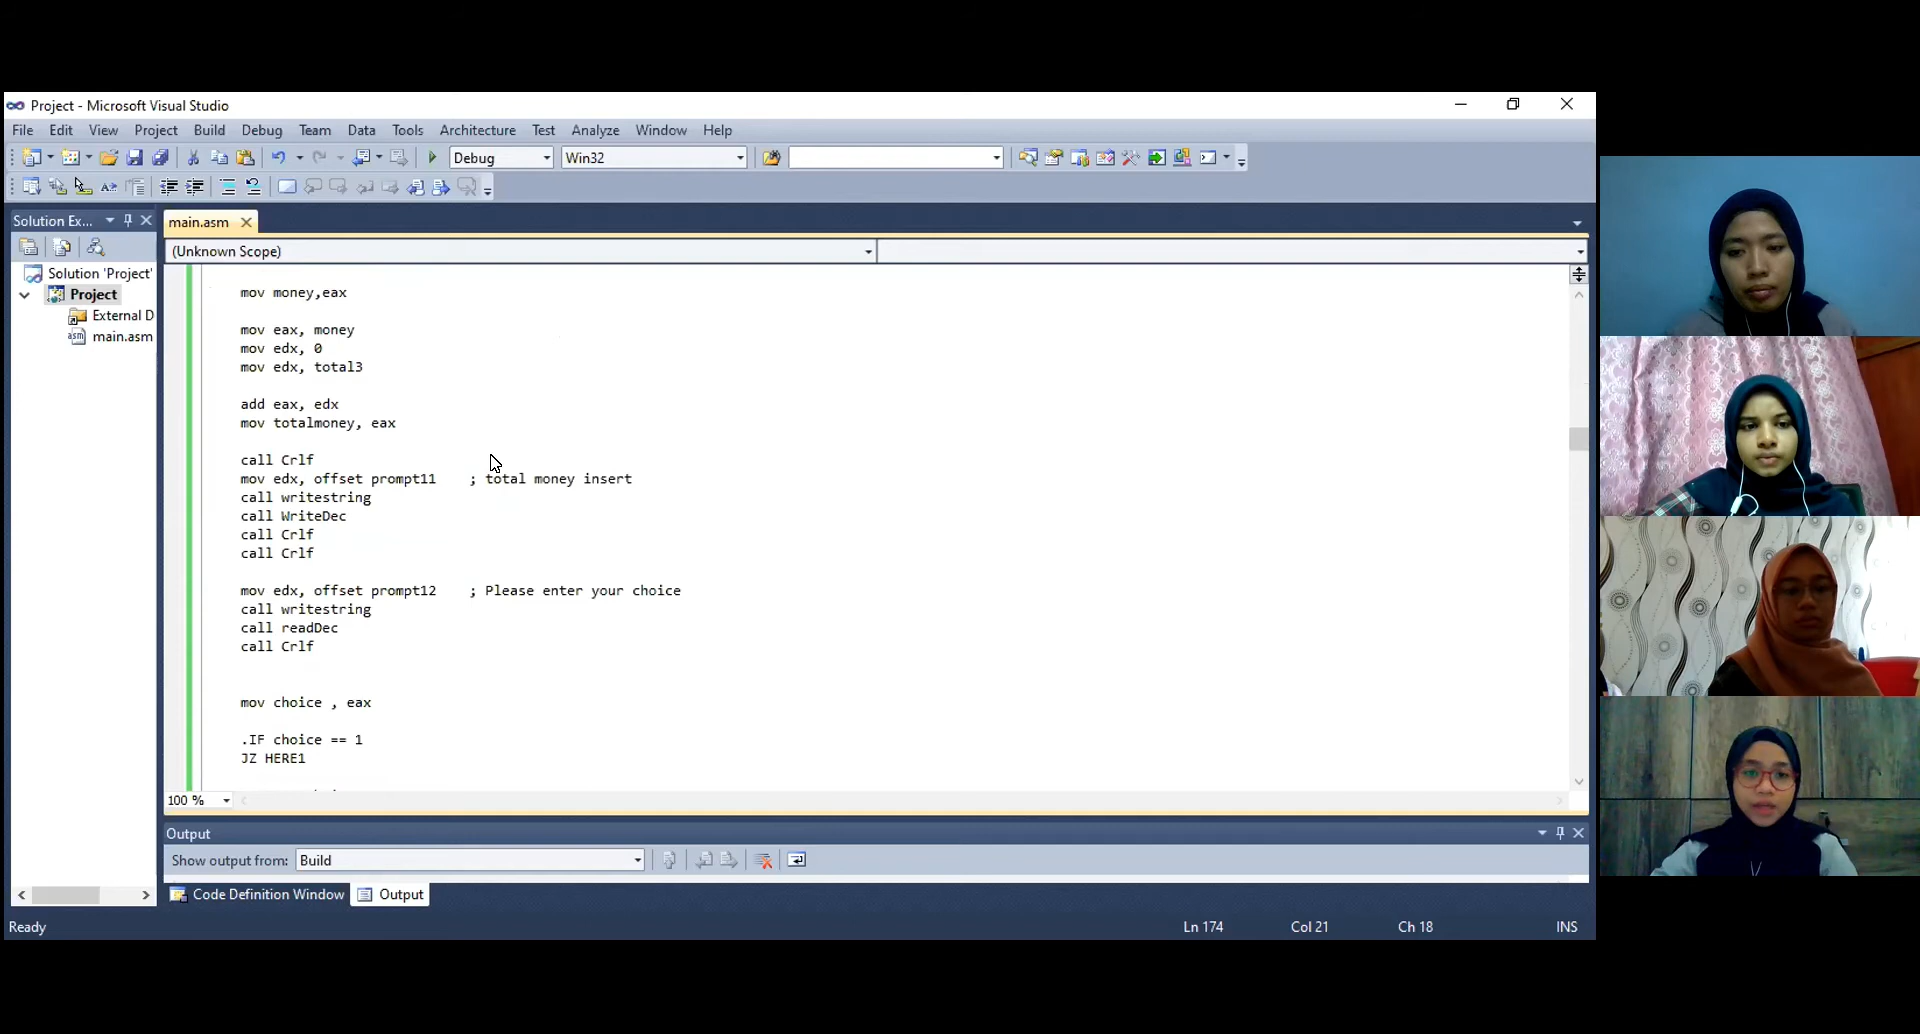 Project - Microsoft Visual Studio
File Edit View Project Build Debug Team Data Tools Architecture Test Analyze Window Help
Debug Win32
Solution Ex...
main.asm
(Unknown Scope)
Solution 'Project'
Project
External D
main.asm
mov money,eax
mov eax, money
mov edx, 0
mov edx, total3
add eax, edx
mov totalmoney, eax
call Crlf
mov edx, offset prompt11 ; total money insert
call writestring
call WriteDec
call Crlf
call Crlf
mov edx, offset prompt12 ; Please enter your choice
call writestring
call readDec
call Crlf
mov choice , eax
.IF choice == 1
JZ HERE1
100 %
Output
Show output from: Build
Code Definition Window Output
Ready Ln 174 Col 21 Ch 18 INS